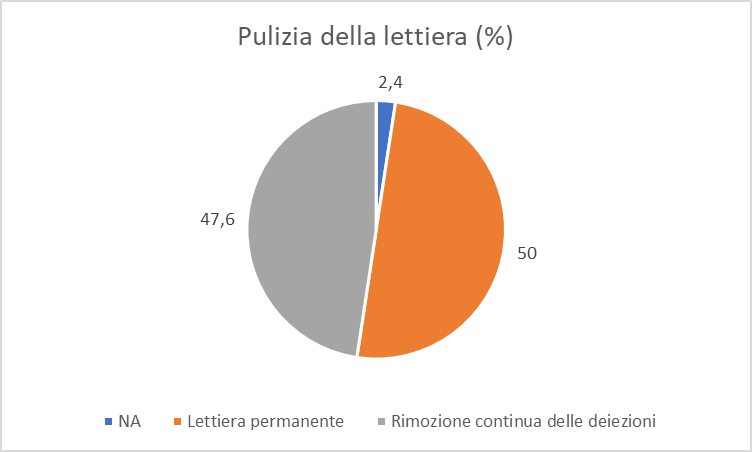 Pulizia della lettiera (%)
2,4
47,6
50
NA
Lettiera permanente
Rimozione continua delle deiezioni